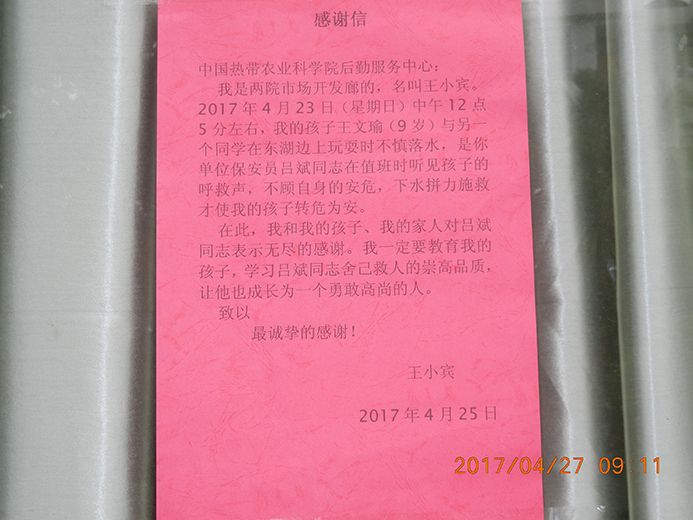 感谢信
中国热带农业科学院后勤服务中心：
我是两院市场开发廊的，名叫王小宾。
2017 年 4 月 23 日（星期日）中午 12 点
5 分左右，我的孩子王文瑜（9 岁）与另一
个同学在东湖边上玩耍时不慎落水，是你
单位保安员吕斌同志在值班时听见孩子的
呼救声，不顾自身的安危，下水拼力施救
才使我的孩子转危为安。
在此，我和我的孩子、我的家人对吕斌
同志表示无尽的感谢。我一定要教育我的
孩子，学习吕斌同志舍己救人的崇高品质，
让他也成长为一个勇敢高尚的人。
致以
最诚挚的感谢！
王小宾
2017 年 4 月 25 日
2017/04/27 09:11